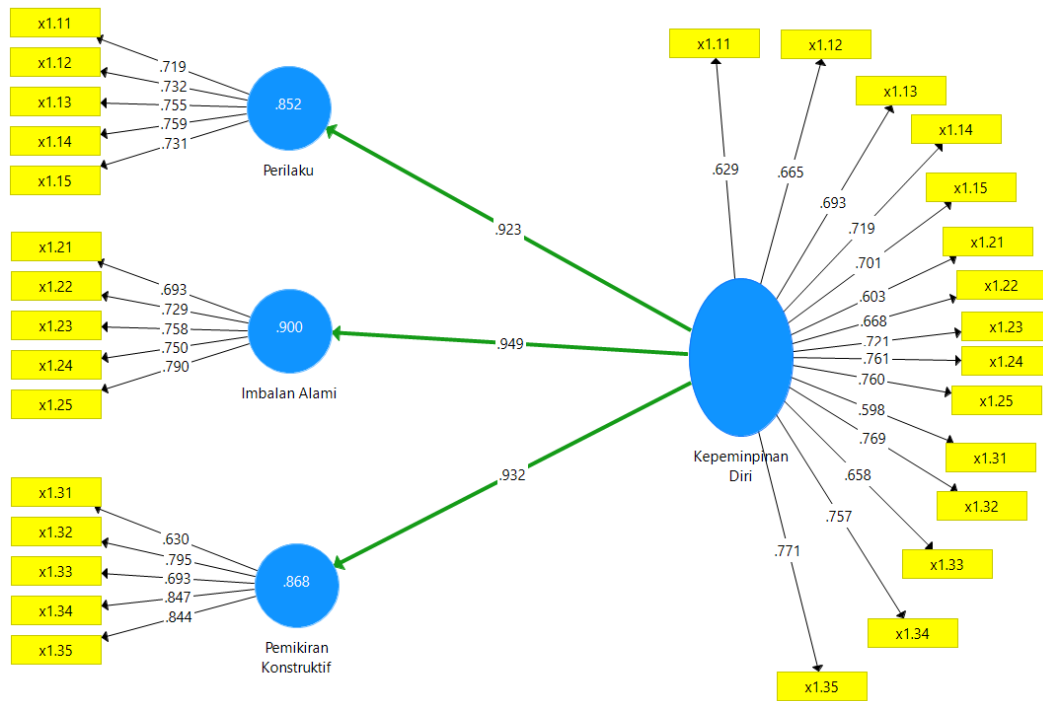 x1.11
x1.12
x1.13
x1.14
x1.15
.719
.732
.755
.759
.731
.852
Perilaku
x1.21
x1.22
x1.23
x1.24
x1.25
.693
.729
.758
.750
.790
.900
Imbalan Alami
x1.31
x1.32
x1.33
x1.34
x1.35
.630
.795
.693
.847
.844
.868
Pemikiran
Konstruktif
.923
.949
.932
Kepeminpinan
Diri
.629
.665
.693
.719
.701
.603
.668
.721
.761
.760
.598
.769
.658
.757
.771
x1.11
x1.12
x1.13
x1.14
x1.15
x1.21
x1.22
x1.23
x1.24
x1.25
x1.31
x1.32
x1.33
x1.34
x1.35